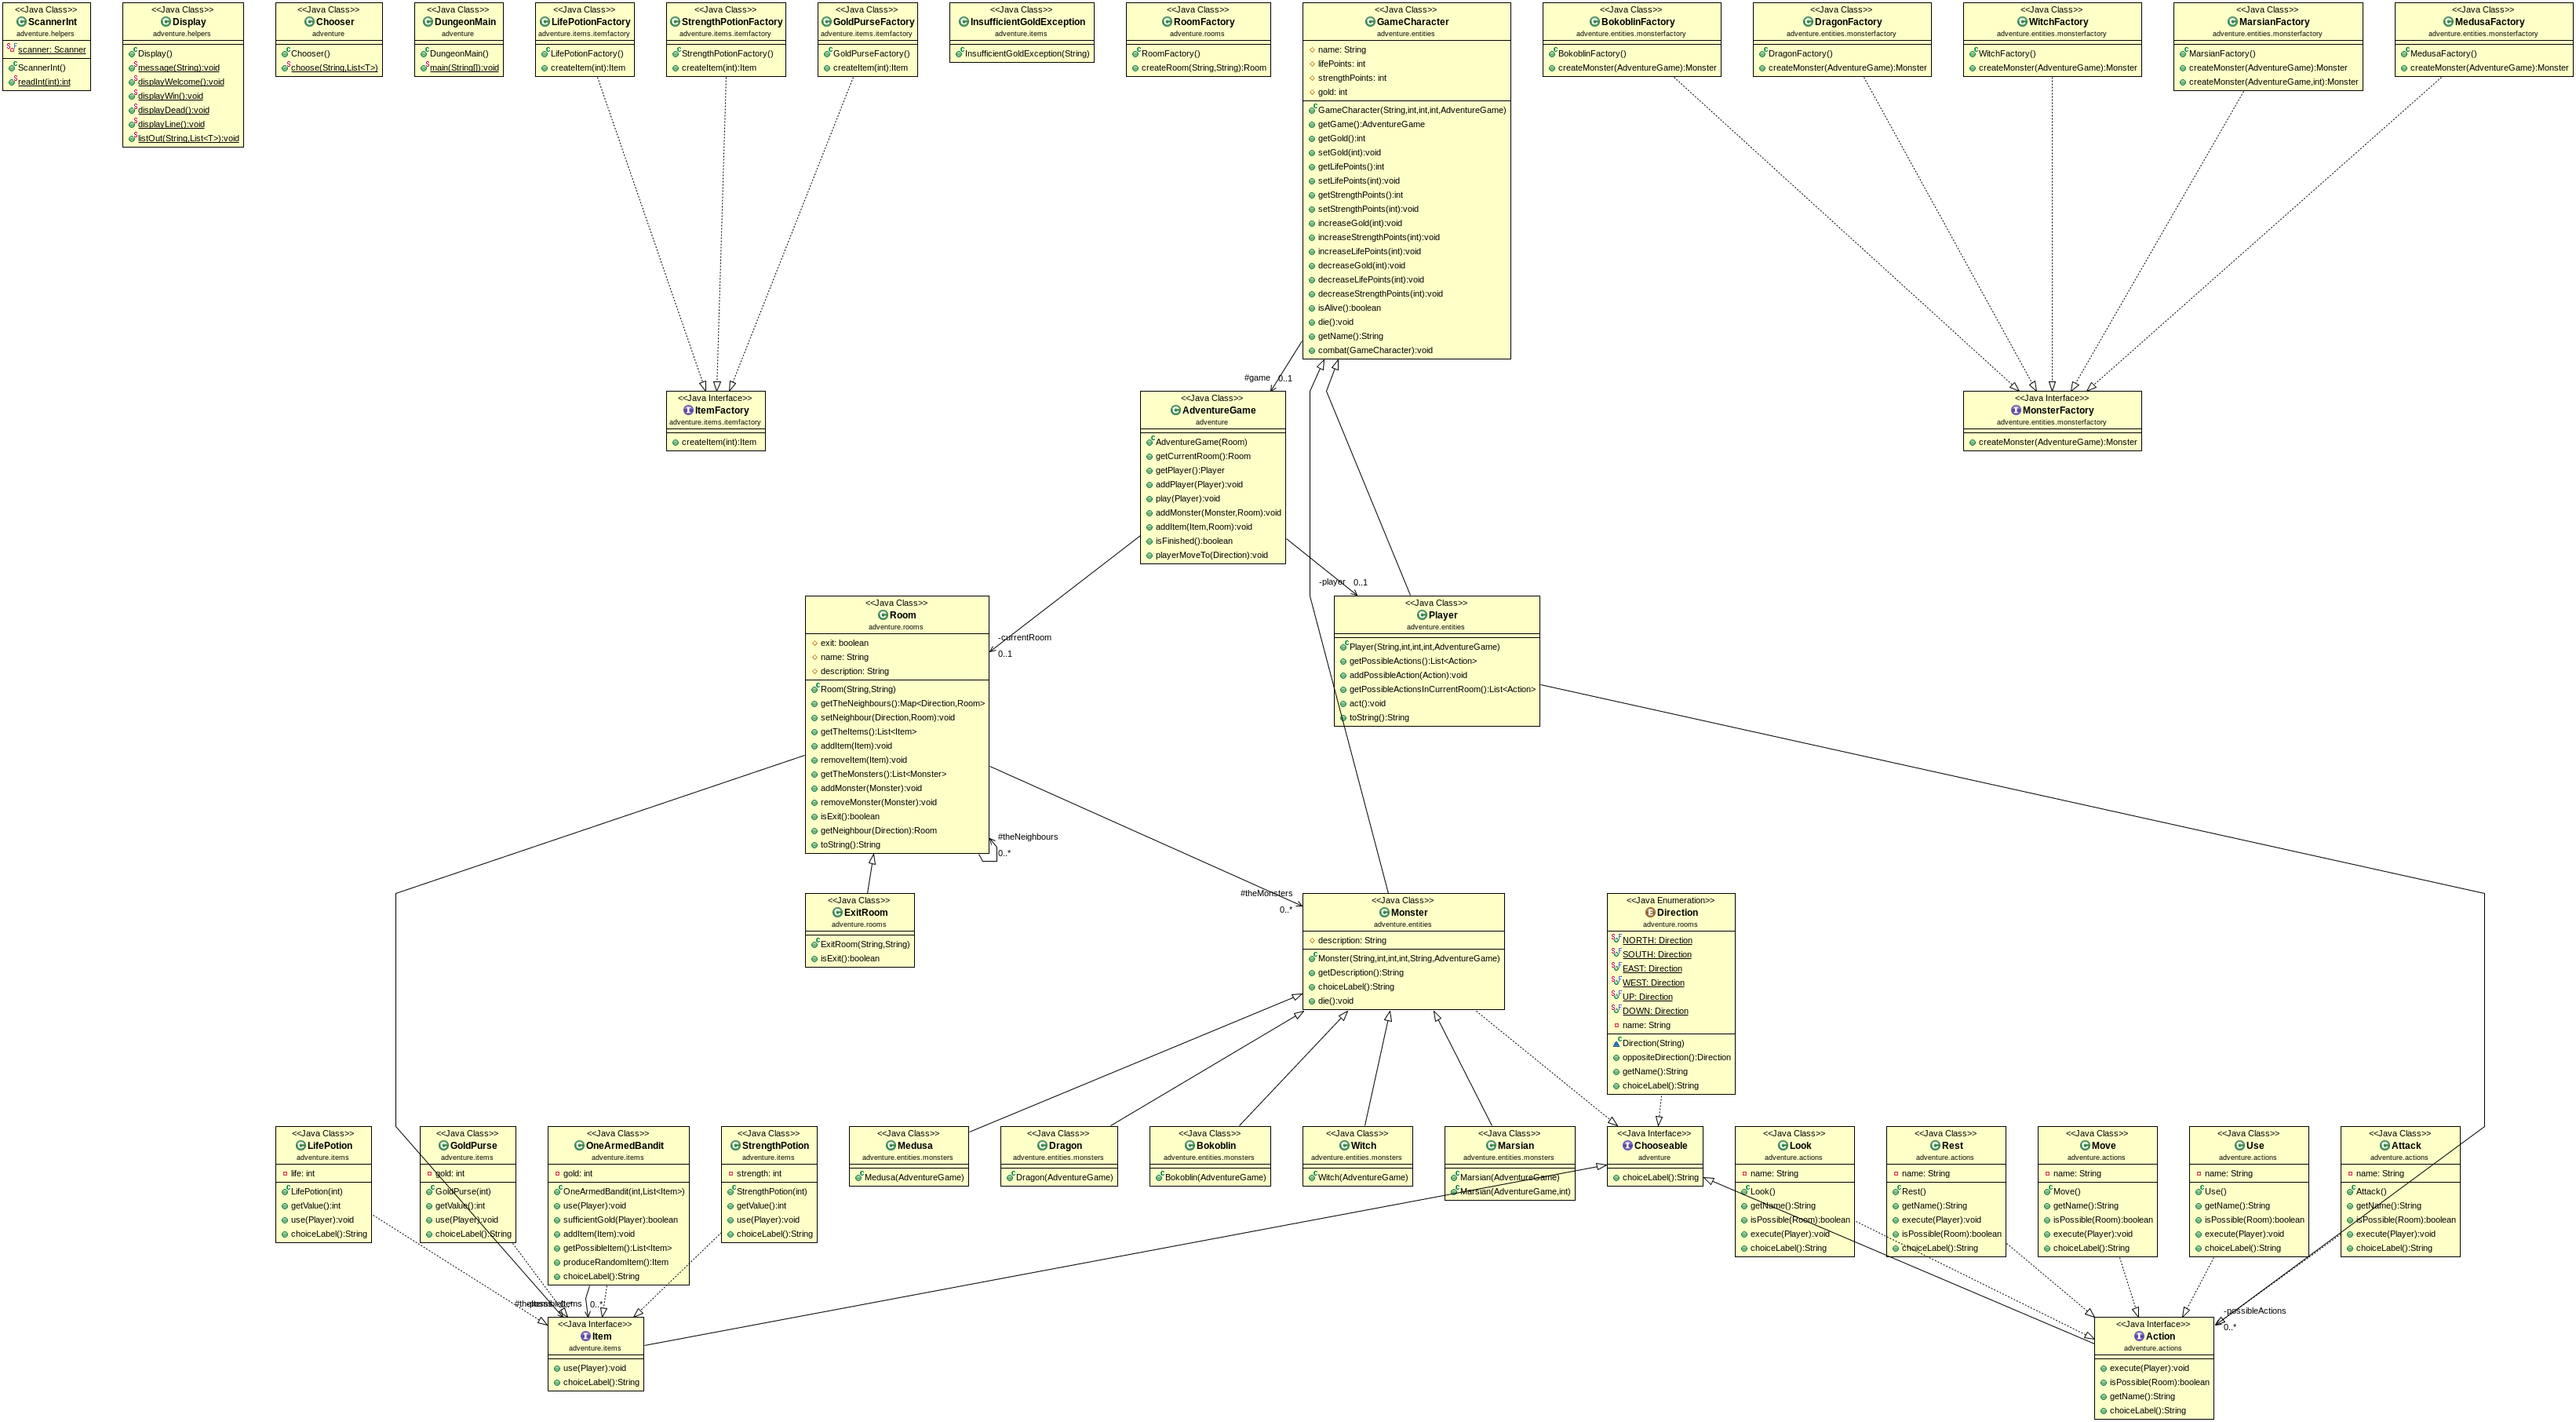 <<Java Class>>
ScannerInt
adventure.helpers
scanner: Scanner
ScannerInt()
readInt(int):int
<<Java Class>>
Display
adventure.helpers
Display()
message(String):void
displayWelcome():void
displayWin():void
displayDead():void
displayLine():void
listOut(String,List<T>):void
<<Java Class>>
Chooser
adventure
Chooser()
choose(String,List<T>)
<<Java Class>>
DungeonMain
adventure
DungeonMain()
main(String[]):void
<<Java Class>>
LifePotionFactory
adventure.items.itemfactory
LifePotionFactory()
createItem(int):Item
<<Java Class>>
StrengthPotionFactory
adventure.items.itemfactory
StrengthPotionFactory()
createItem(int):Item
<<Java Class>>
GoldPurseFactory
adventure.items.itemfactory
GoldPurseFactory()
createItem(int):Item
<<Java Class>>
InsufficientGoldException
adventure.items
InsufficientGoldException(String)
<<Java Class>>
RoomFactory
adventure.rooms
RoomFactory()
createRoom(String,String):Room
<<Java Class>>
GameCharacter
adventure.entities
name: String
lifePoints: int
strengthPoints: int
gold: int
GameCharacter(String,int,int,int,AdventureGame)
getGame():AdventureGame
getGold():int
setGold(int):void
getLifePoints():int
setLifePoints(int):void
getStrengthPoints():int
setStrengthPoints(int):void
increaseGold(int):void
increaseStrengthPoints(int):void
increaseLifePoints(int):void
decreaseGold(int):void
decreaseLifePoints(int):void
decreaseStrengthPoints(int):void
isAlive():boolean
die():void
getName():String
combat(GameCharacter):void
<<Java Class>>
BokoblinFactory
adventure.entities.monsterfactory
BokoblinFactory()
createMonster(AdventureGame):Monster
<<Java Class>>
DragonFactory
adventure.entities.monsterfactory
DragonFactory()
createMonster(AdventureGame):Monster
<<Java Class>>
WitchFactory
adventure.entities.monsterfactory
WitchFactory()
createMonster(AdventureGame):Monster
<<Java Class>>
MarsianFactory
adventure.entities.monsterfactory
MarsianFactory()
createMonster(AdventureGame):Monster
createMonster(AdventureGame,int):Monster
<<Java Class>>
MedusaFactory
adventure.entities.monsterfactory
MedusaFactory()
createMonster(AdventureGame):Monster
<<Java Interface>>
ItemFactory
adventure.items.itemfactory
createItem(int):Item
#game 0..1
<<Java Class>>
AdventureGame
adventure
AdventureGame(Room)
getCurrentRoom():Room
getPlayer():Player
addPlayer(Player):void
play(Player):void
addMonster(Monster,Room):void
addItem(Item,Room):void
isFinished():boolean
playerMoveTo(Direction):void
<<Java Interface>>
MonsterFactory
adventure.entities.monsterfactory
createMonster(AdventureGame):Monster
-player 0..1
<<Java Class>>
Room
adventure.rooms
exit: boolean
name: String
description: String
Room(String,String)
getTheNeighbours():Map<Direction,Room>
setNeighbour(Direction,Room):void
getTheItems():List<Item>
addItem(Item):void
removeItem(Item):void
getTheMonsters():List<Monster>
addMonster(Monster):void
removeMonster(Monster):void
isExit():boolean
getNeighbour(Direction):Room
toString():String
-currentRoom
0..1
#theNeighbours
0..*
<<Java Class>>
Player
adventure.entities
Player(String,int,int,int,AdventureGame)
getPossibleActions():List<Action>
addPossibleAction(Action):void
getPossibleActionsInCurrentRoom():List<Action>
act():void
toString():String
<<Java Class>>
ExitRoom
adventure.rooms
ExitRoom(String,String)
isExit():boolean
#theMonsters
0..*
<<Java Class>>
Monster
adventure.entities
description: String
Monster(String,int,int,int,String,AdventureGame)
getDescription():String
choiceLabel():String
die():void
<<Java Enumeration>>
Direction
adventure.rooms
NORTH: Direction
SOUTH: Direction
EAST: Direction
WEST: Direction
UP: Direction
DOWN: Direction
name: String
Direction(String)
oppositeDirection():Direction
getName():String
choiceLabel():String
<<Java Class>>
LifePotion
adventure.items
life: int
LifePotion(int)
getValue():int
use(Player):void
choiceLabel():String
<<Java Class>>
GoldPurse
adventure.items
gold: int
GoldPurse(int)
getValue():int
use(Player):void
choiceLabel():String
<<Java Class>>
OneArmedBandit
adventure.items
gold: int
OneArmedBandit(int,List<Item>)
use(Player):void
sufficientGold(Player):boolean
addItem(Item):void
getPossibleItem():List<Item>
produceRandomItem():Item
choiceLabel():String
<<Java Class>>
StrengthPotion
adventure.items
strength: int
StrengthPotion(int)
getValue():int
use(Player):void
choiceLabel():String
<<Java Class>>
Medusa
adventure.entities.monsters
Medusa(AdventureGame)
<<Java Class>>
Dragon
adventure.entities.monsters
Dragon(AdventureGame)
<<Java Class>>
Bokoblin
adventure.entities.monsters
Bokoblin(AdventureGame)
<<Java Class>>
Witch
adventure.entities.monsters
Witch(AdventureGame)
<<Java Class>>
Marsian
adventure.entities.monsters
Marsian(AdventureGame)
Marsian(AdventureGame,int)
<<Java Interface>>
Chooseable
adventure
choiceLabel():String
<<Java Class>>
Look
adventure.actions
name: String
Look()
getName():String
isPossible(Room):boolean
execute(Player):void
choiceLabel():String
<<Java Class>>
Rest
adventure.actions
name: String
Rest()
getName():String
execute(Player):void
isPossible(Room):boolean
choiceLabel():String
<<Java Class>>
Move
adventure.actions
name: String
Move()
getName():String
isPossible(Room):boolean
execute(Player):void
choiceLabel():String
<<Java Class>>
Use
adventure.actions
name: String
Use()
getName():String
isPossible(Room):boolean
execute(Player):void
choiceLabel():String
<<Java Class>>
Attack
adventure.actions
name: String
Attack()
getName():String
isPossible(Room):boolean
execute(Player):void
choiceLabel():String
0..*
<<Java Interface>>
Item
adventure.items
use(Player):void
choiceLabel():String
-possibleActions
0..*
<<Java Interface>>
Action
adventure.actions
execute(Player):void
isPossible(Room):boolean
getName():String
choiceLabel():String